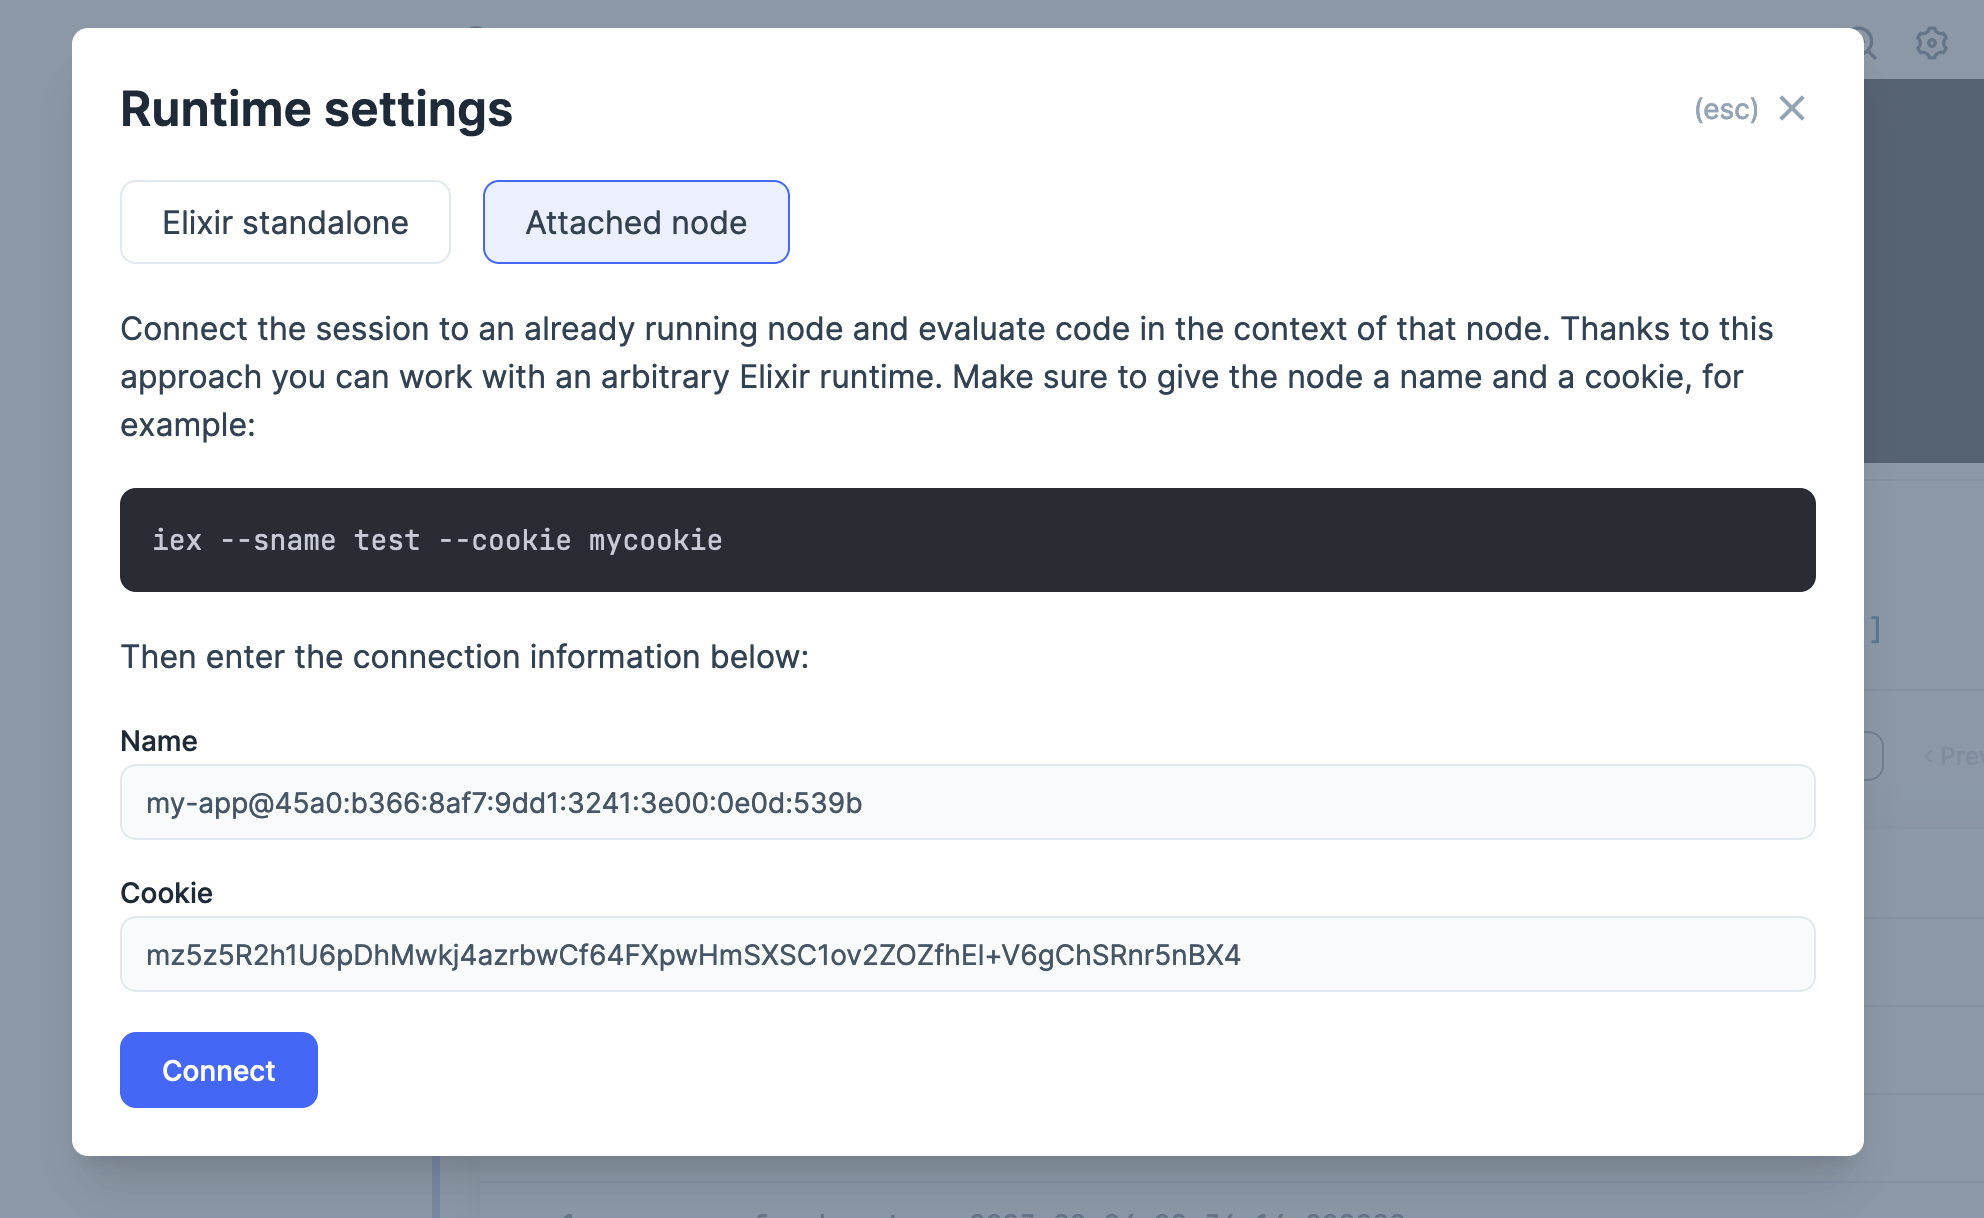 Runtime settings
(esc)
Elixir standalone
Attached node
Connect the session to an already running node and evaluate code in the context of that node. Thanks to this
approach you can work with an arbitrary Elixir runtime. Make sure to give the node a name and a cookie, for
example:
iex --sname test --cookie mycookie
Then enter the connection information below:
]
Name
‹ Prev
my-app@45a0:b366:8af7:9dd1:3241:3e00:0e0d:539b
Cookie
mz5z5R2h1U6pDhMwkj4azrbwCf64FXpwHmSXSC1ov2ZOZfhEl+V6gChSRnr5nBX4
Connect